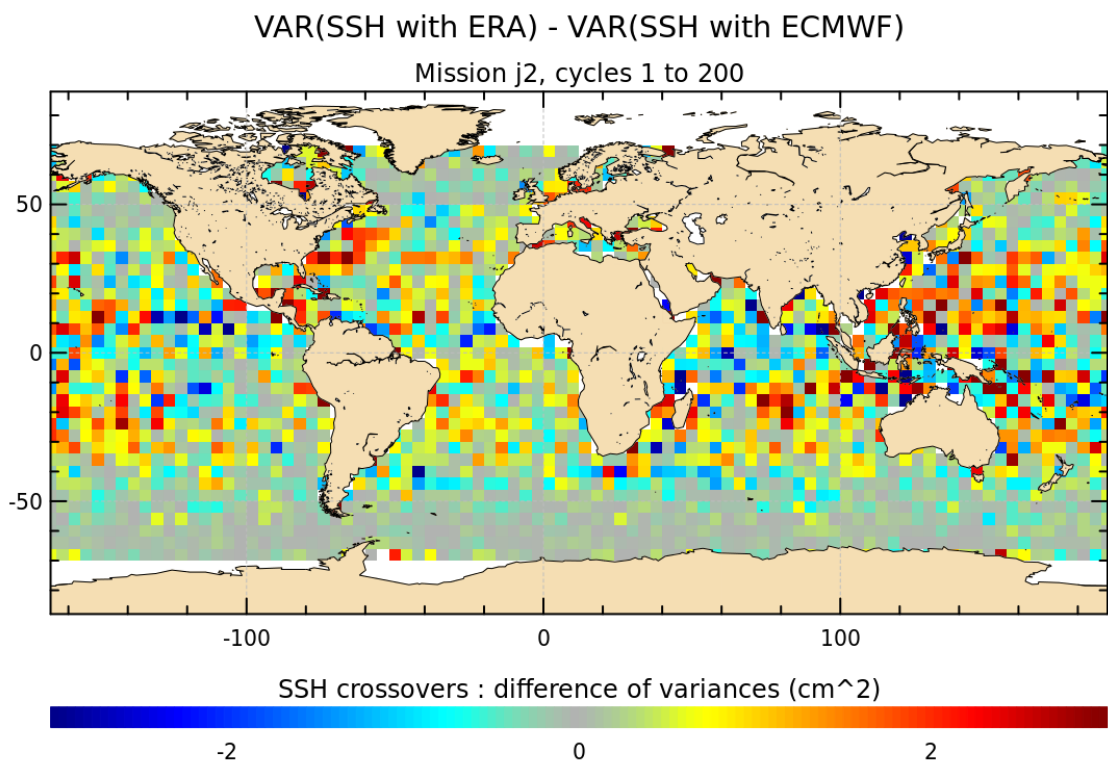 VAR(SSH with ERA) - VAR(SSH with ECMWF)
Mission j2, cycles 1 to 200
50
0
-50
-100 0 100
SSH crossovers : difference of variances (cm^2)
-2 0 2